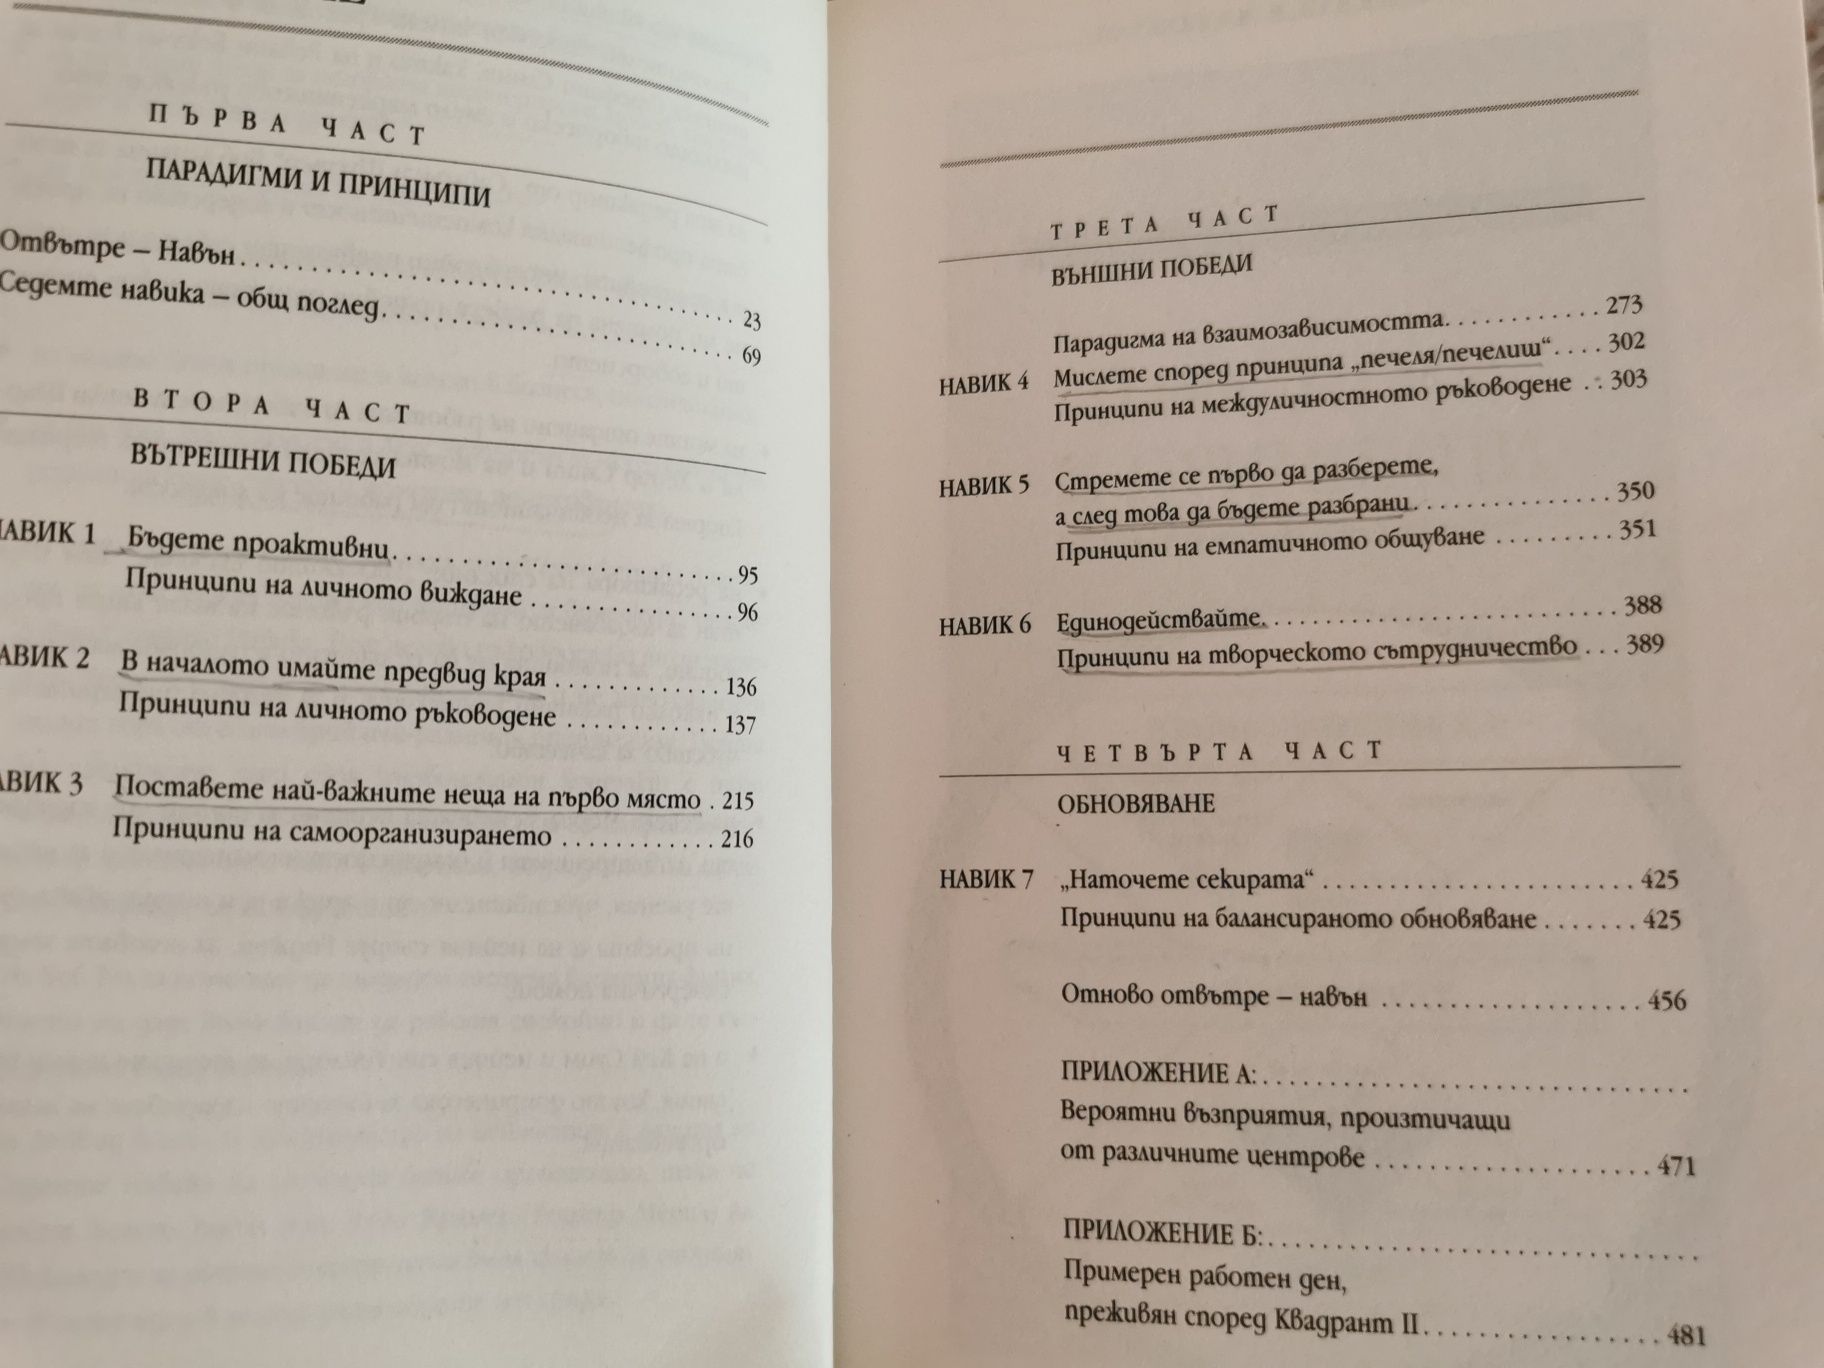 ПЪРВА ЧАСТ
ПАРАДИГМИ И ПРИНЦИПИ
Отвътре – Навън 23
Седемте навика – общ поглед 69
ВТОРА ЧАСТ
ВЪТРЕШНИ ПОБЕДИ
НАВИК 1 Бъдете проактивни 95
Принципи на личното виждане 96
НАВИК 2 В началото имайте предвид края 136
Принципи на личното ръководене 137
НАВИК 3 Поставете най-важните неща на първо място . 215
Принципи на самоорганизирането 216
ТРЕТА ЧАСТ
ВЪНШНИ ПОБЕДИ
Парадигма на взаимозависимостта 273
НАВИК 4 Мислете според принципа „печеля/печелиш“ 302
Принципи на междуличностното ръководене 303
НАВИК 5 Стремете се първо да разберете,
а след това да бъдете разбрани 350
Принципи на емпатичното общуване 351
НАВИК 6 Единодействайте 388
Принципи на творческото сътрудничество 389
ЧЕТВЪРТА ЧАСТ
ОБНОВЯВАНЕ
НАВИК 7 „Наточете секирата“ 425
Принципи на балансираното обновяване 425
Отново отвътре – навън 456
ПРИЛОЖЕНИЕ А:
Вероятни възприятия, произтичащи
от различните центрове 471
ПРИЛОЖЕНИЕ Б:
Примерен работен ден,
преживян според Квадрант II 481